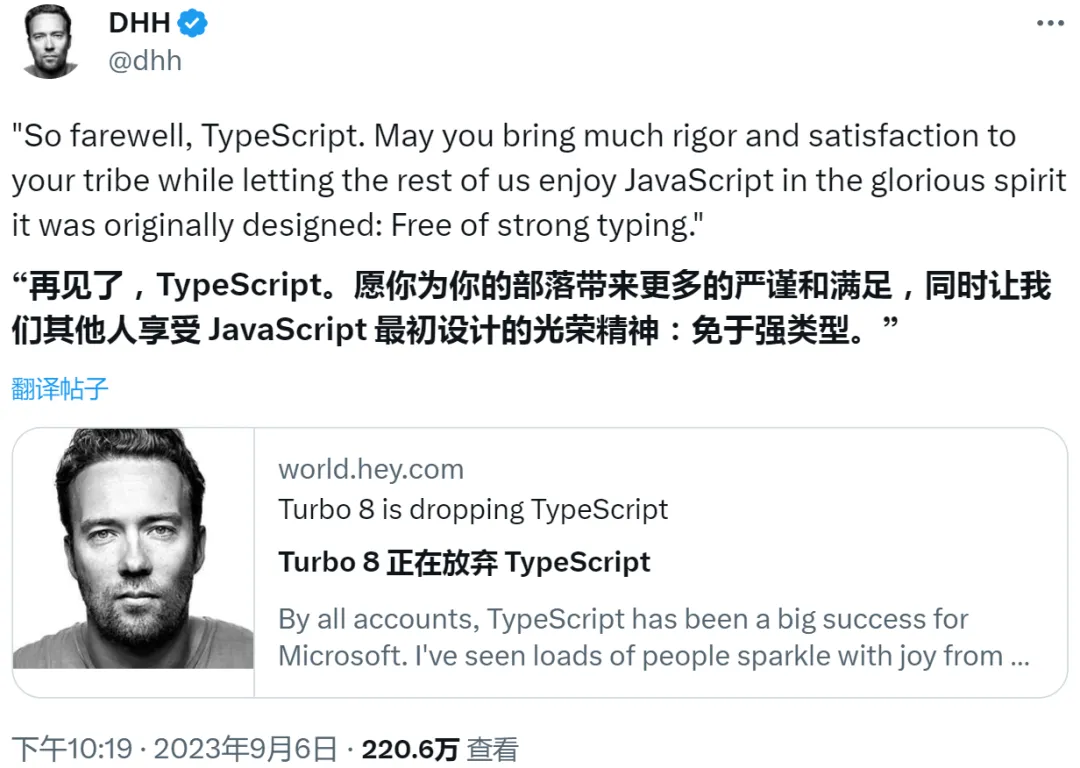 DHH
@dhh
"So farewell, TypeScript. May you bring much rigor and satisfaction to
your tribe while letting the rest of us enjoy JavaScript in the glorious spirit
it was originally designed: Free of strong typing."
“再见了，TypeScript。愿你为你的部落带来更多的严谨和满足，同时让我
们其他人享受 JavaScript 最初设计的光荣精神：免于强类型。”
翻译帖子
world.hey.com
Turbo 8 is dropping TypeScript
Turbo 8 正在放弃 TypeScript
By all accounts, TypeScript has been a big success for
Microsoft. I've seen loads of people sparkle with joy from ...
下午10:19 · 2023年9月6日 · 220.6万 查看